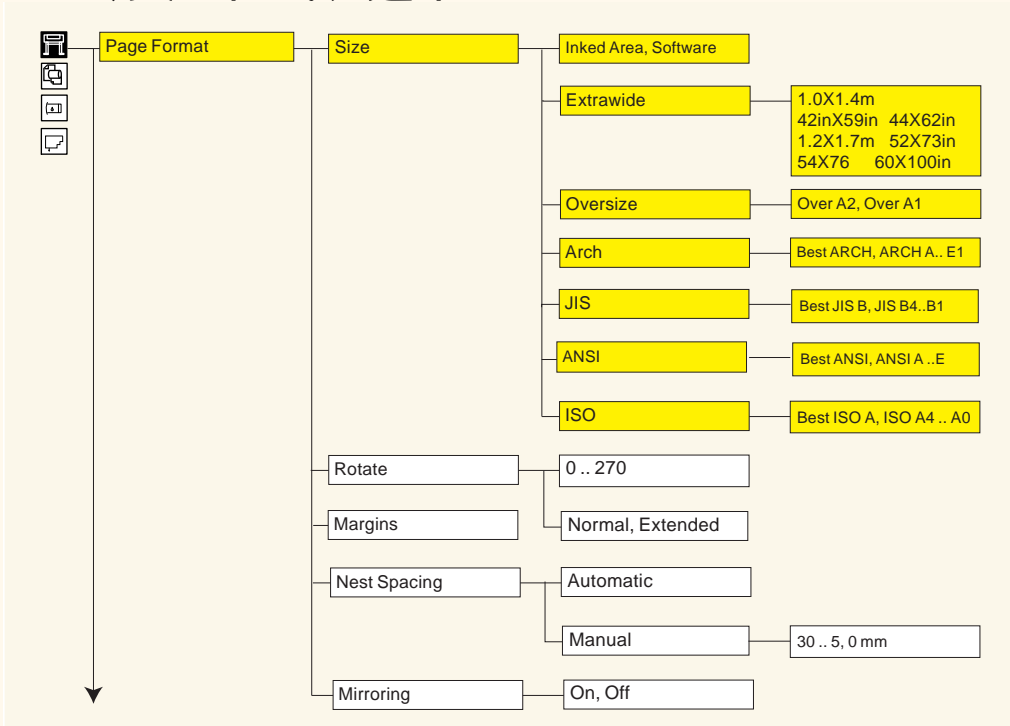 Page Format
Size
Inked Area, Software
Extrawide
1.0X1.4m
42inX59in 44X62in
1.2X1.7m 52X73in
54X76 60X100in
Oversize
Over A2, Over A1
Arch
Best ARCH, ARCH A.. E1
JIS
Best JIS B, JIS B4..B1
ANSI
Best ANSI, ANSI A ..E
ISO
Best ISO A, ISO A4 .. A0
Rotate
0 .. 270
Normal, Extended
Margins
Nest Spacing
Automatic
Manual
30 .. 5, 0 mm
Mirroring
On, Off